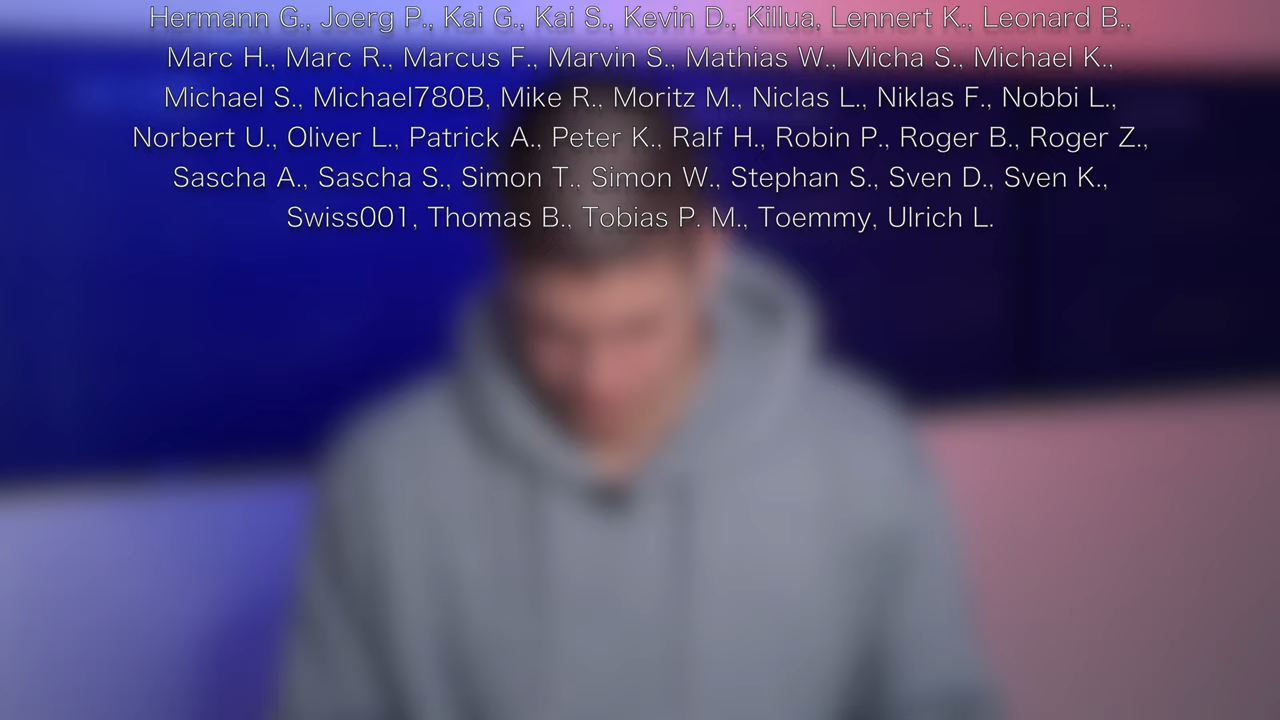 Hermann G., Joerg P., Kai G., Kai S., Kevin D., Killua, Lennert K., Leonard B.,
Marc H., Marc R., Marcus F., Marvin S., Mathias W., Micha S., Michael K.,
Michael S., Michael780B, Mike R., Moritz M., Niclas L., Niklas F., Nobbi L.,
Norbert U., Oliver L., Patrick A., Peter K., Ralf H., Robin P., Roger B., Roger Z.,
Sascha A., Sascha S., Simon T., Simon W., Stephan S., Sven D., Sven K.,
Swiss001, Thomas B., Tobias P. M., Toemmy, Ulrich L.